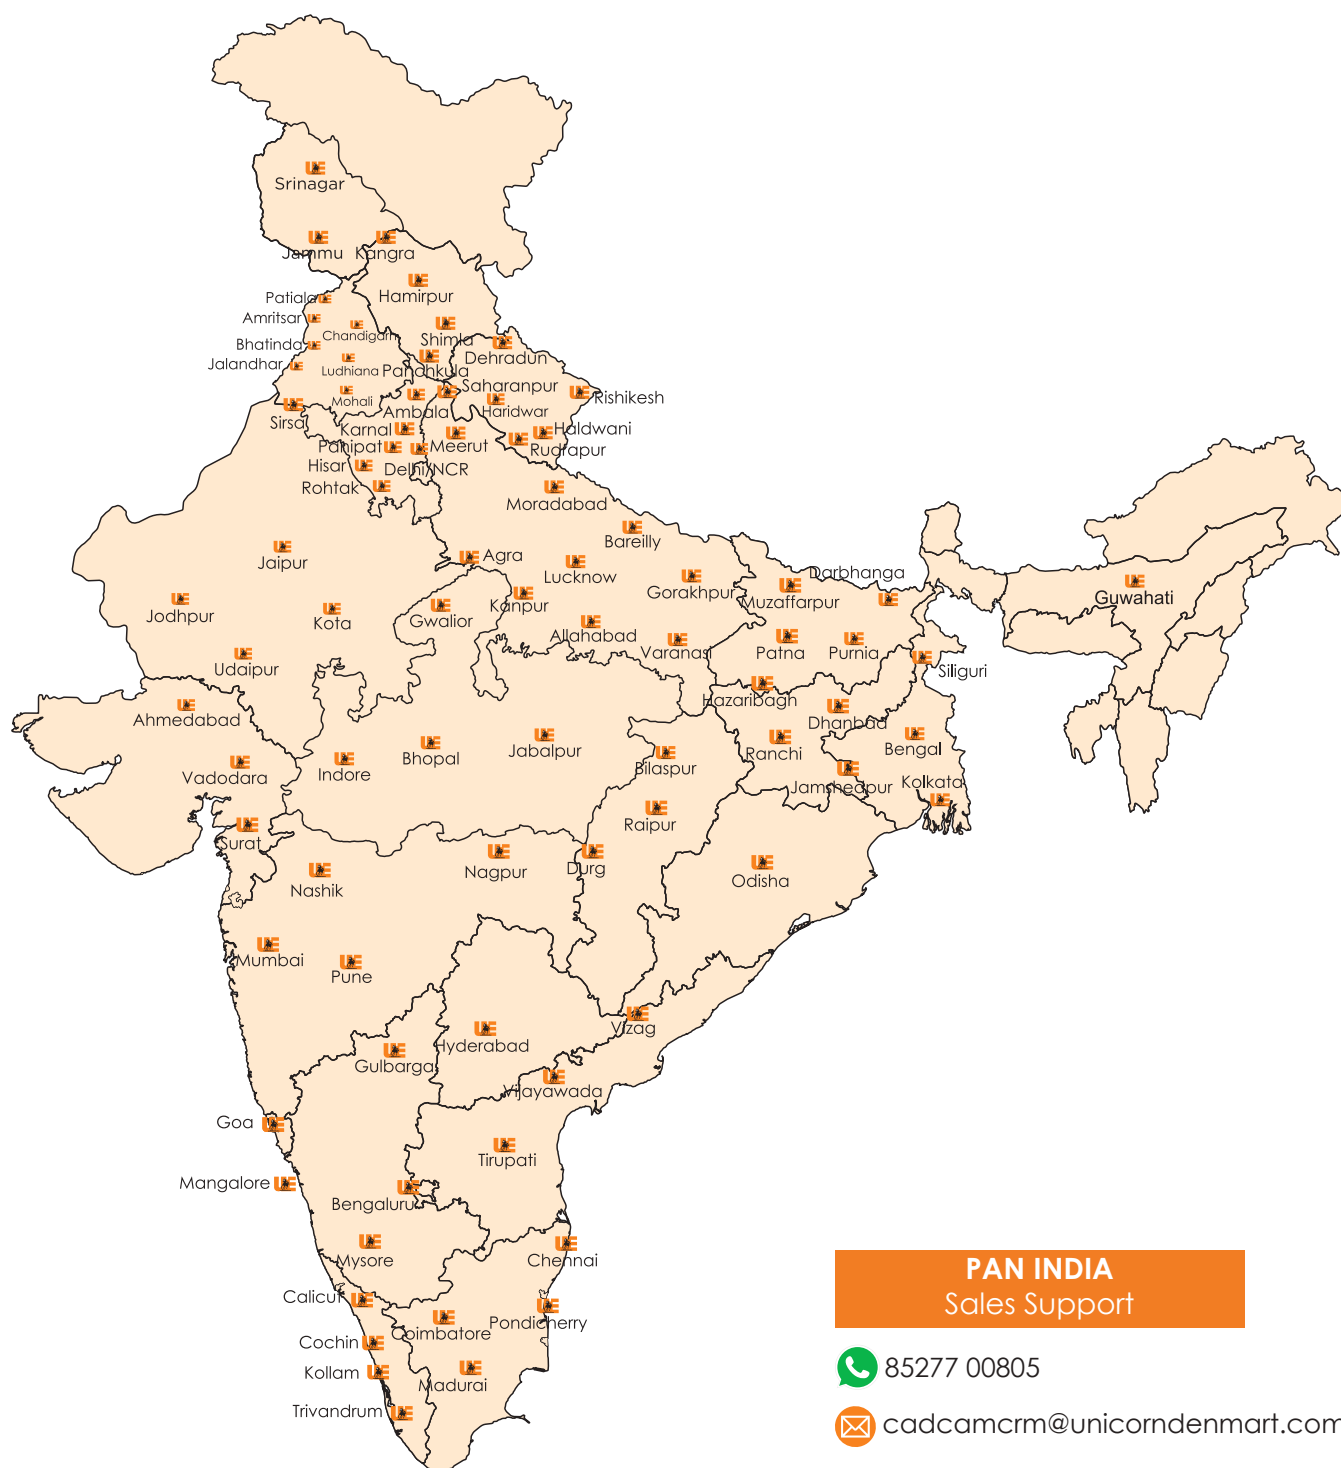 Srinagar
Jammu
Kangra
Hamirpur
Patiala
Amritsar
Chandigarh
Shimla
Bhatinda
Dehradun
Jalandhar
Ludhiana
Panchkula
Saharanpur
Mohali
Ambala
Haridwar
Rishikesh
Sirsa
Karnal
Haldwani
Panipat
Meerut
Rudrapur
Hisar
Delhi/NCR
Rohtak
Moradabad
Bareilly
Jaipur
Agra
Lucknow
Darbhanga
Gorakhpur
Muzaffarpur
Guwahati
Jodhpur
Kota
Gwalior
Kanpur
Allahabad
Varanasi
Patna
Purnia
Udaipur
Siliguri
Hazaribagh
Ahmedabad
Dhanbad
Bhopal
Jabalpur
Ranchi
Bengal
Vadodara
Indore
Bilaspur
Jamshedpur
Kolkata
Surat
Raipur
Nashik
Nagpur
Durg
Odisha
Mumbai
Pune
Vizag
Hyderabad
Gulbarga
Vijayawada
Goa
Tirupati
Mangalore
Bengaluru
Mysore
Chennai
Calicut
Coimbatore
Pondicherry
Cochin
Kollam
Madurai
Trivandrum
PAN INDIA
Sales Support
85277 00805
cadcamcrm@unicorndenmart.com